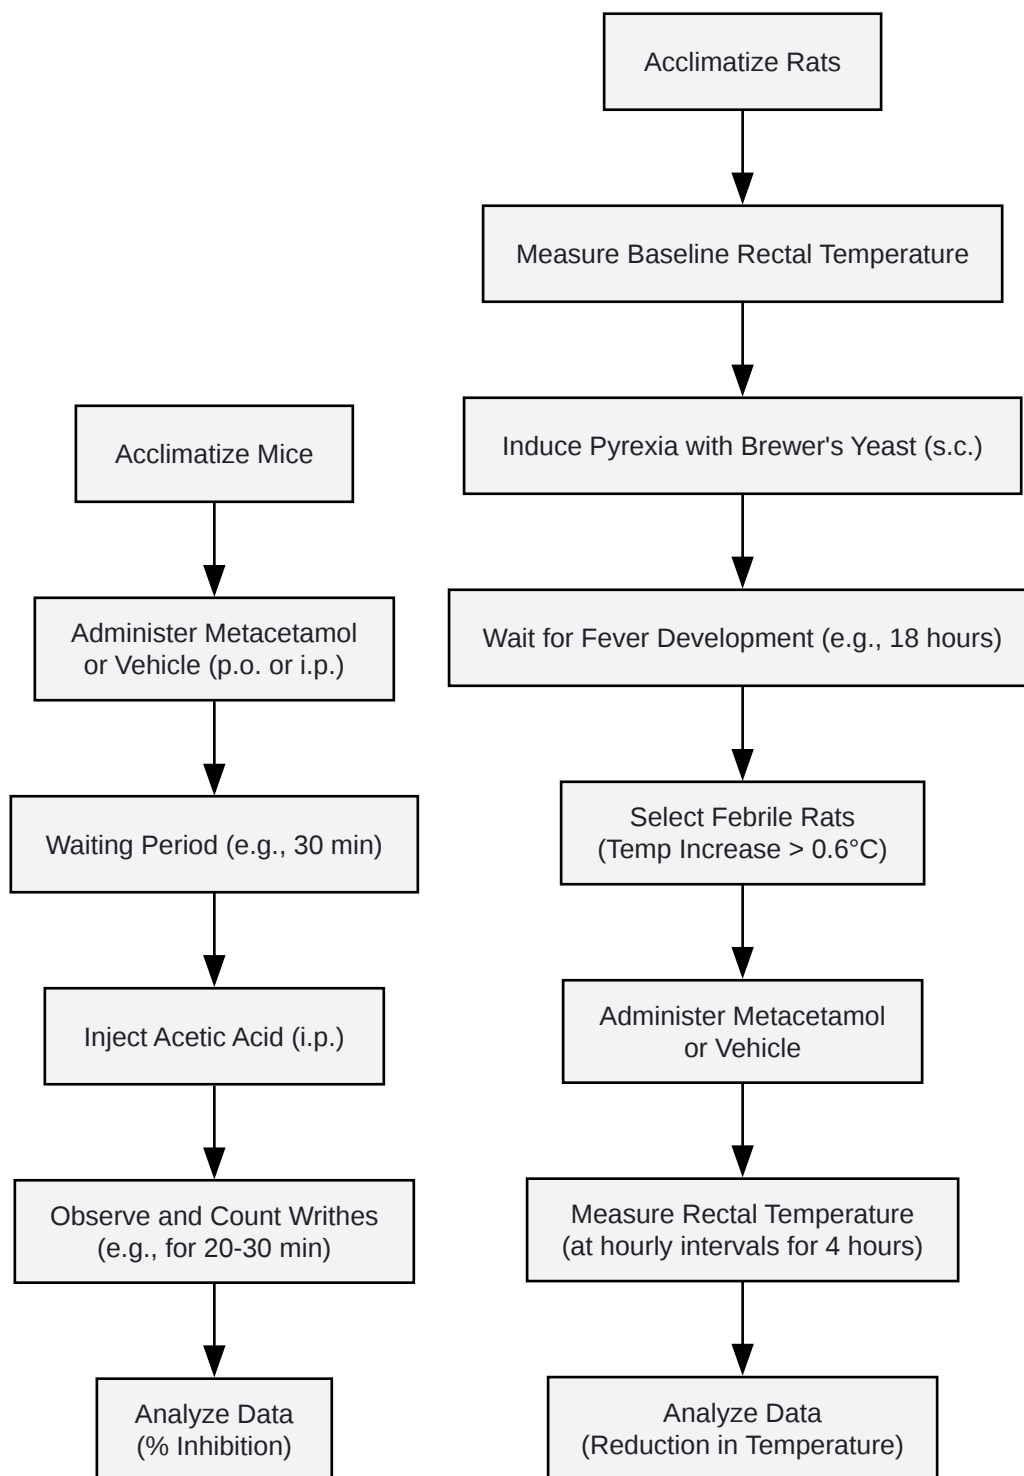 Acclimatize Mice
Administer Metacetamol
or Vehicle (p.o. or i.p.)
Waiting Period (e.g., 30 min)
Inject Acetic Acid (i.p.)
Observe and Count Writhes
(e.g., for 20-30 min)
Analyze Data
(% Inhibition)
Acclimatize Rats
Measure Baseline Rectal Temperature
Induce Pyrexia with Brewer's Yeast (s.c.)
Wait for Fever Development (e.g., 18 hours)
Select Febrile Rats
(Temp Increase > 0.6°C)
Administer Metacetamol
or Vehicle
Measure Rectal Temperature
(at hourly intervals for 4 hours)
Analyze Data
(Reduction in Temperature)